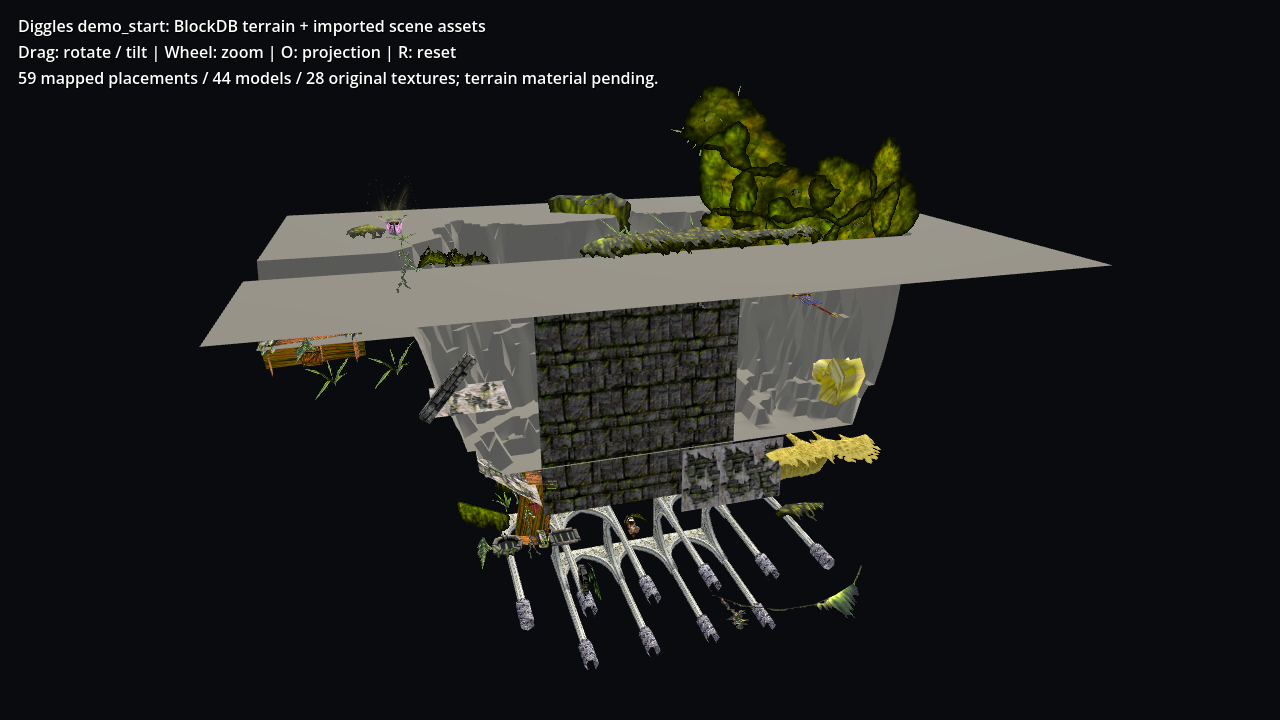 Diggles demo_start: BlockDB terrain + imported scene assets
Drag: rotate / tilt | Wheel: zoom | O: projection | R: reset
59 mapped placements / 44 models / 28 original textures; terrain material pending.